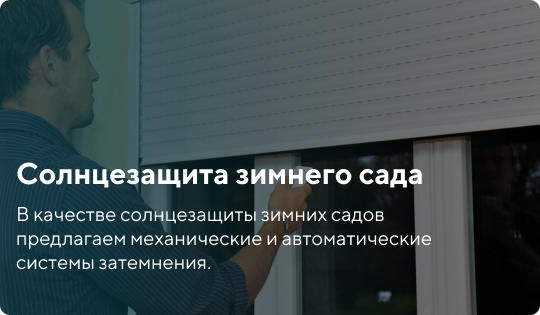 Солнцезащита зимнего сада
В качестве солнцезащиты зимних садов
предлагаем механические и автоматические
системы затемнения.